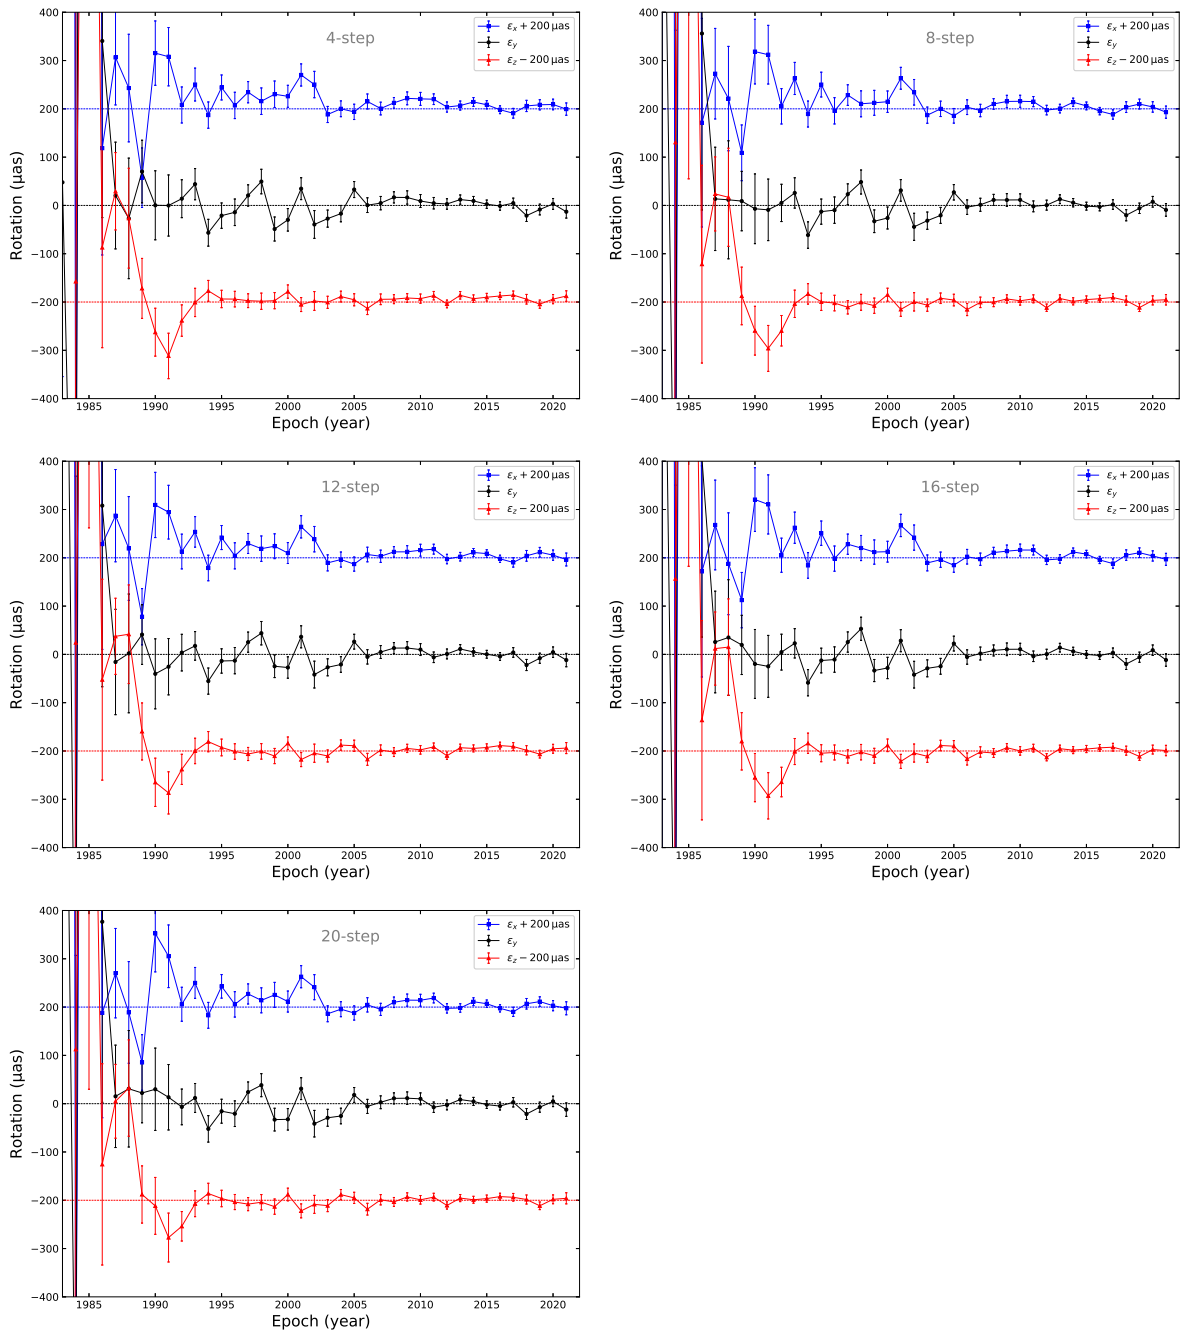 4-step
εx + 200 μas
εy
εz − 200 μas
400
300
200
100
0
−100
−200
−300
−400
Rotation (μas)
1985 1990 1995 2000 2005 2010 2015 2020
Epoch (year)
8-step
εx + 200 μas
εy
εz − 200 μas
400
300
200
100
0
−100
−200
−300
−400
Rotation (μas)
1985 1990 1995 2000 2005 2010 2015 2020
Epoch (year)
12-step
εx + 200 μas
εy
εz − 200 μas
400
300
200
100
0
−100
−200
−300
−400
Rotation (μas)
1985 1990 1995 2000 2005 2010 2015 2020
Epoch (year)
16-step
εx + 200 μas
εy
εz − 200 μas
400
300
200
100
0
−100
−200
−300
−400
Rotation (μas)
1985 1990 1995 2000 2005 2010 2015 2020
Epoch (year)
20-step
εx + 200 μas
εy
εz − 200 μas
400
300
200
100
0
−100
−200
−300
−400
Rotation (μas)
1985 1990 1995 2000 2005 2010 2015 2020
Epoch (year)